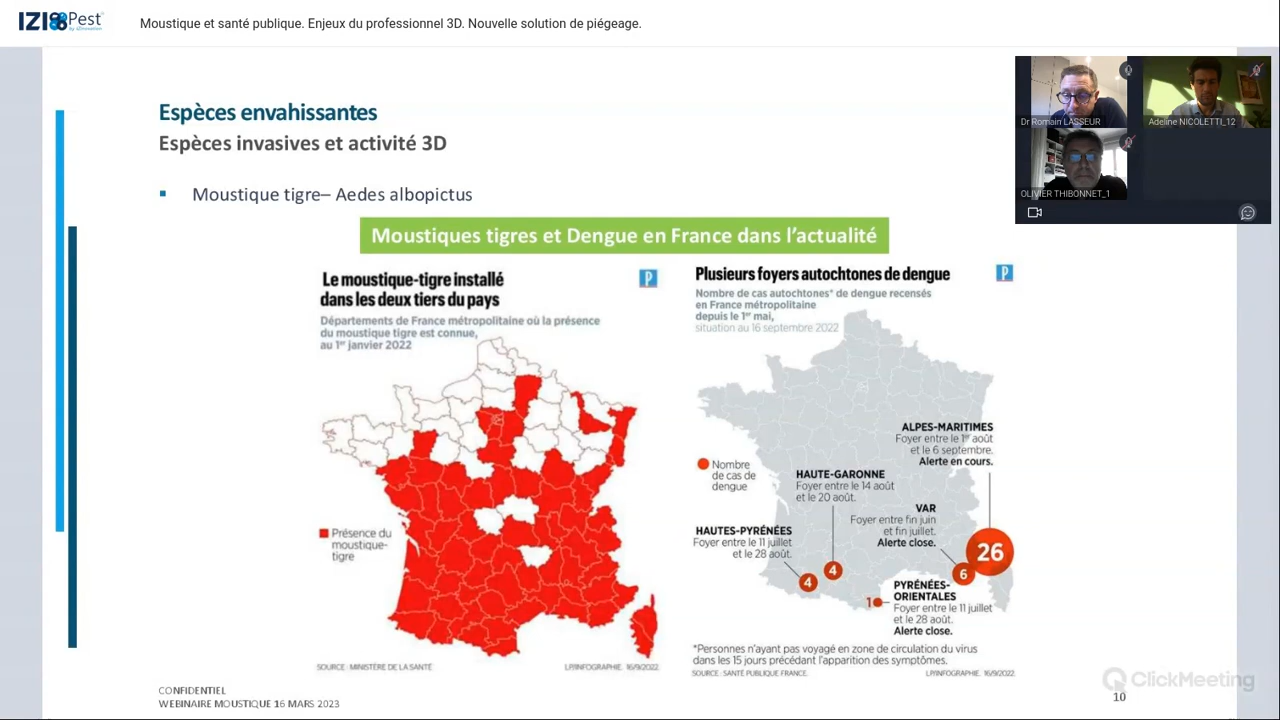 IZI Pest
by iZInovation
Moustique et santé publique. Enjeux du professionnel 3D. Nouvelle solution de piégeage.
Dr Romain LASSEUR
Adeline NICOLETTI_12
OLIVIER THIBONNET_1
Espèces envahissantes
Espèces invasives et activité 3D
Moustique tigre– Aedes albopictus
Moustiques tigres et Dengue en France dans l'actualité
Le moustique-tigre installé
dans les deux tiers du pays
P
Départements de France métropolitaine où la présence
du moustique tigre est connue,
au 1er janvier 2022
Présence du
moustique-
tigre
SOURCE : MINISTÈRE DE LA SANTÉ
LP/INFOGRAPHIE. 16/9/2022
Plusieurs foyers autochtones de dengue
P
Nombre de cas autochtones* de dengue recensés
en France métropolitaine
depuis le 1er mai,
situation au 16 septembre 2022
Nombre
de cas de
dengue
ALPES-MARITIMES
Foyer entre le 1er août
et le 6 septembre.
Alerte en cours.
HAUTE-GARONNE
Foyer entre le 14 août
et le 20 août.
VAR
Foyer entre fin juin
et fin juillet.
Alerte close.
HAUTES-PYRÉNÉES
Foyer entre le 11 juillet
et le 28 août.
26
6
4
4
1
PYRÉNÉES-
ORIENTALES
Foyer entre le 11 juillet
et le 28 août.
Alerte close.
*Personnes n'ayant pas voyagé en zone de circulation du virus
dans les 15 jours précédant l'apparition des symptômes.
SOURCE : SANTÉ PUBLIQUE FRANCE.
LP/INFOGRAPHIE. 16/9/2022
CONFIDENTIEL
WEBINAIRE MOUSTIQUE 16 MARS 2023
10
ClickMeeting